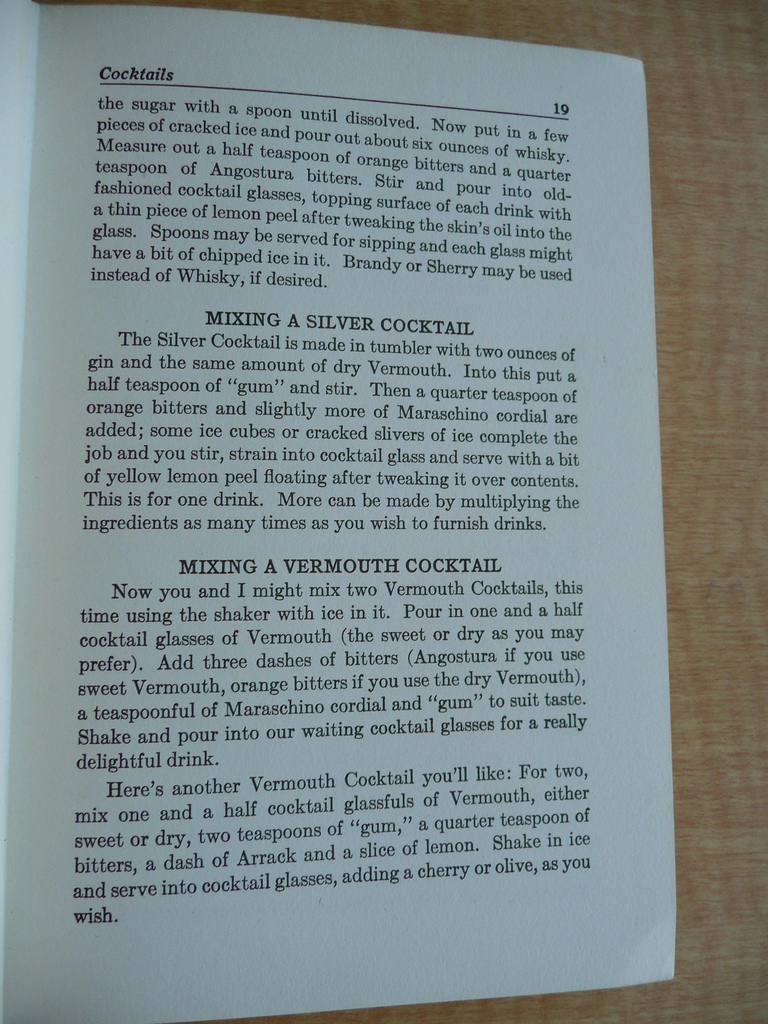 Cocktails 19
the sugar with a spoon until dissolved. Now put in a few
pieces of cracked ice and pour out about six ounces of whisky.
Measure out a half teaspoon of orange bitters and a quarter
teaspoon of Angostura bitters. Stir and pour into old-
fashioned cocktail glasses, topping surface of each drink with
a thin piece of lemon peel after tweaking the skin's oil into the
glass. Spoons may be served for sipping and each glass might
have a bit of chipped ice in it. Brandy or Sherry may be used
instead of Whisky, if desired.
MIXING A SILVER COCKTAIL
The Silver Cocktail is made in tumbler with two ounces of
gin and the same amount of dry Vermouth. Into this put a
half teaspoon of "gum" and stir. Then a quarter teaspoon of
orange bitters and slightly more of Maraschino cordial are
added; some ice cubes or cracked slivers of ice complete the
job and you stir, strain into cocktail glass and serve with a bit
of yellow lemon peel floating after tweaking it over contents.
This is for one drink. More can be made by multiplying the
ingredients as many times as you wish to furnish drinks.
MIXING A VERMOUTH COCKTAIL
Now you and I might mix two Vermouth Cocktails, this
time using the shaker with ice in it. Pour in one and a half
cocktail glasses of Vermouth (the sweet or dry as you may
prefer). Add three dashes of bitters (Angostura if you use
sweet Vermouth, orange bitters if you use the dry Vermouth),
a teaspoonful of Maraschino cordial and "gum" to suit taste.
Shake and pour into our waiting cocktail glasses for a really
delightful drink.
Here's another Vermouth Cocktail you'll like: For two,
mix one and a half cocktail glassfuls of Vermouth, either
sweet or dry, two teaspoons of "gum," a quarter teaspoon of
bitters, a dash of Arrack and a slice of lemon. Shake in ice
and serve into cocktail glasses, adding a cherry or olive, as you
wish.